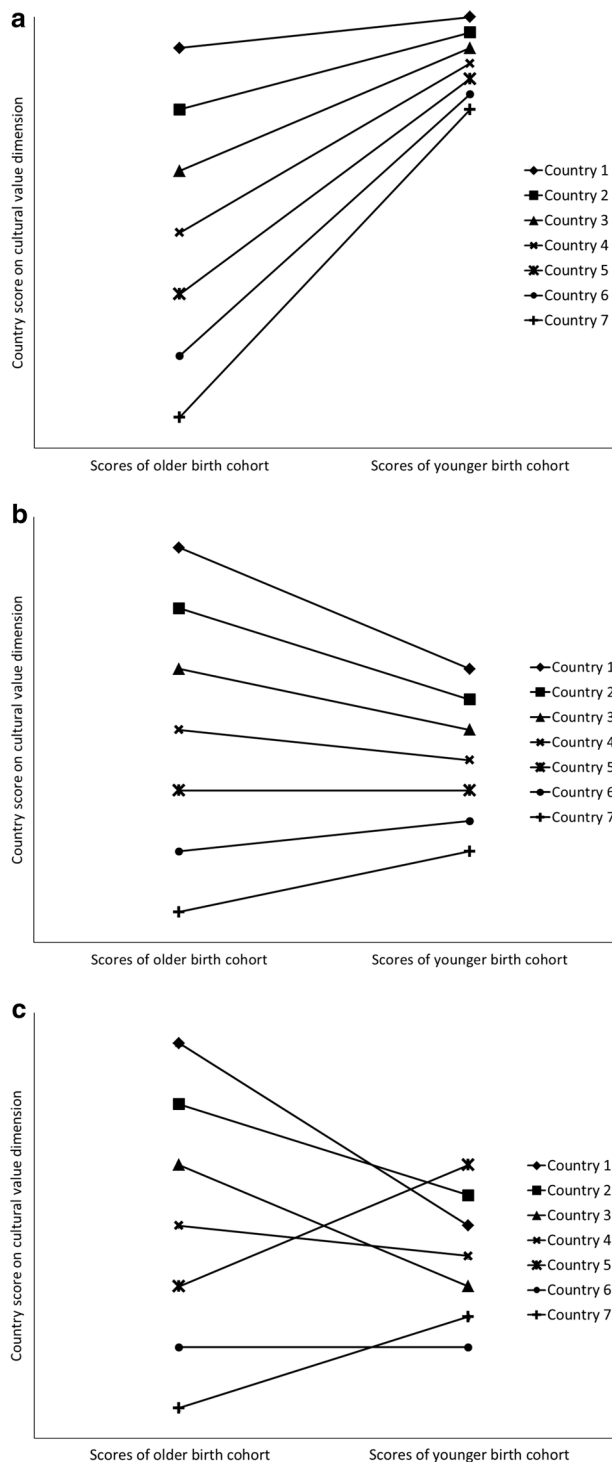 a
Country score on cultural value dimension
Country 1
Country 2
Country 3
Country 4
Country 5
Country 6
Country 7
Scores of older birth cohort
Scores of younger birth cohort
b
Country score on cultural value dimension
Country 1
Country 2
Country 3
Country 4
Country 5
Country 6
Country 7
Scores of older birth cohort
Scores of younger birth cohort
c
Country score on cultural value dimension
Country 1
Country 2
Country 3
Country 4
Country 5
Country 6
Country 7
Scores of older birth cohort
Scores of younger birth cohort